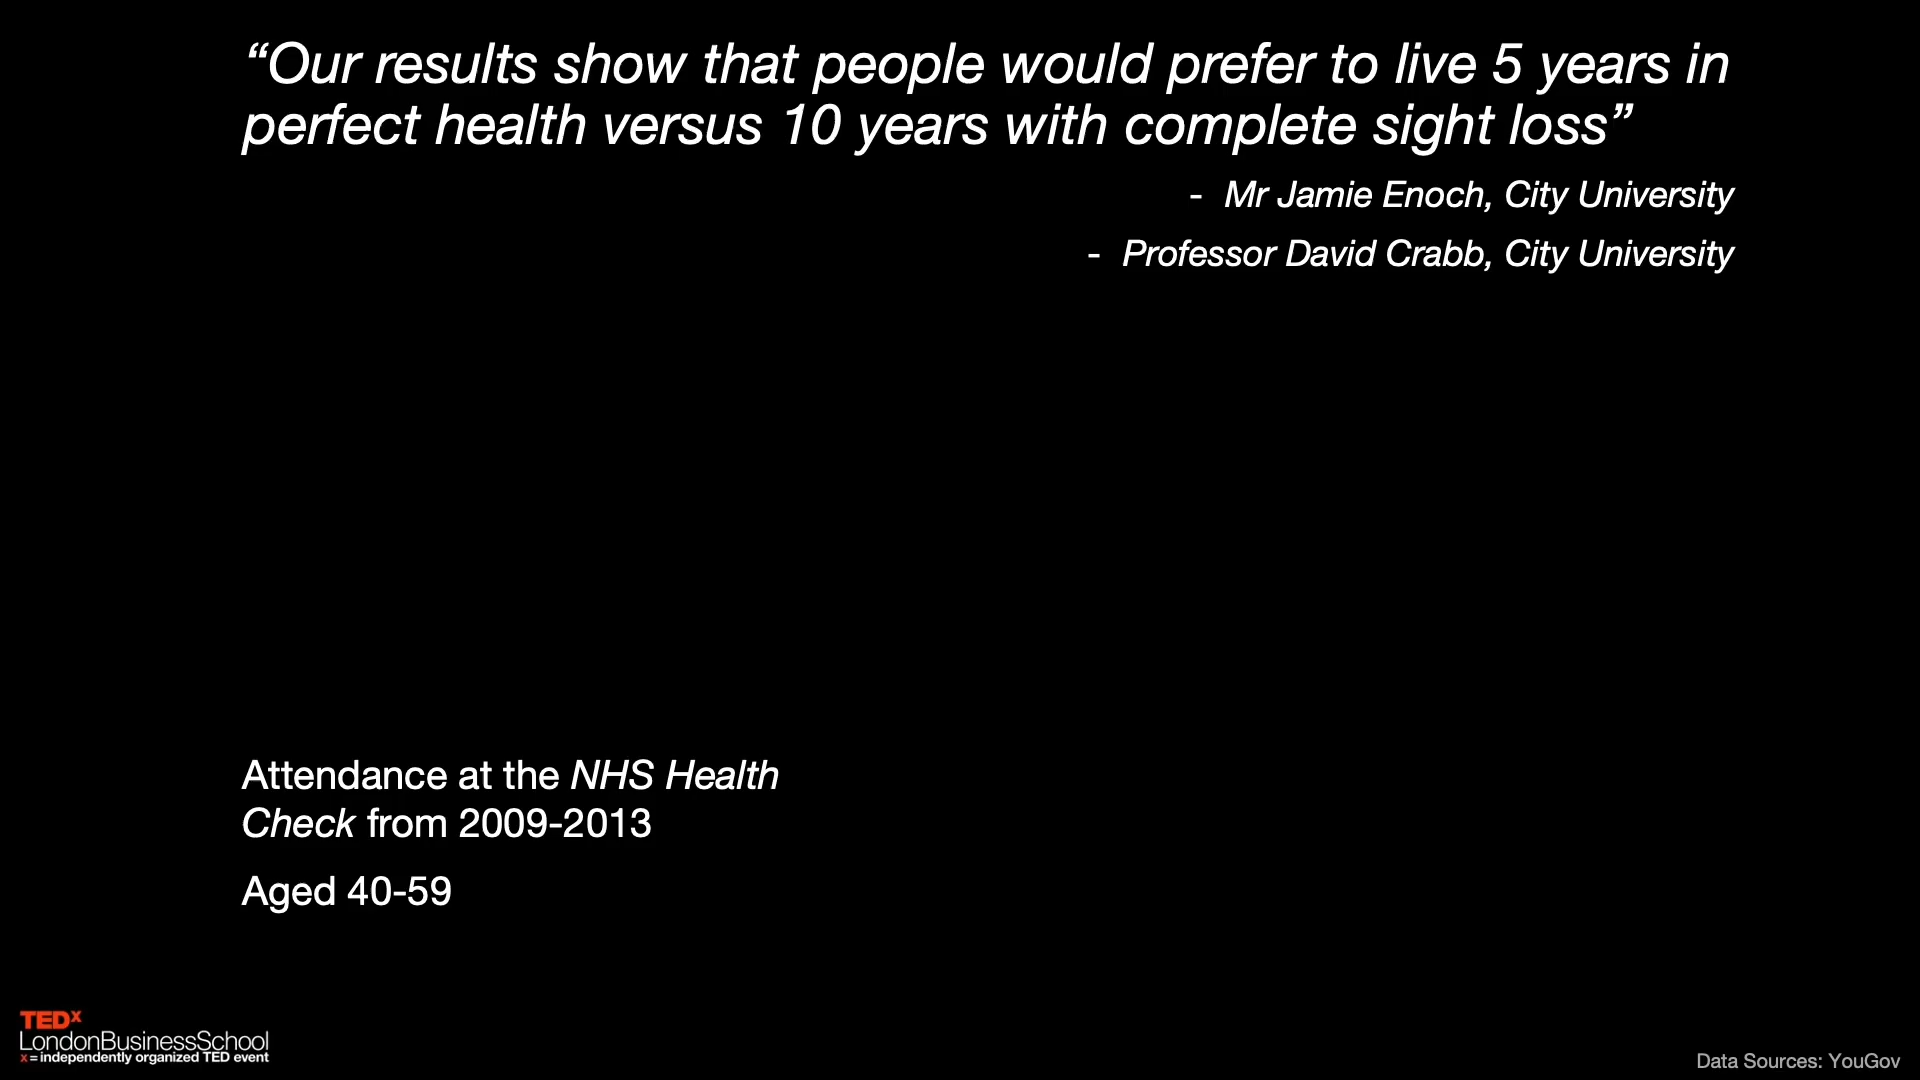 “Our results show that people would prefer to live 5 years in
perfect health versus 10 years with complete sight loss”
- Mr Jamie Enoch, City University
- Professor David Crabb, City University
Attendance at the NHS Health
Check from 2009-2013
Aged 40-59
TEDx
LondonBusinessSchool
x = independently organized TED event
Data Sources: YouGov